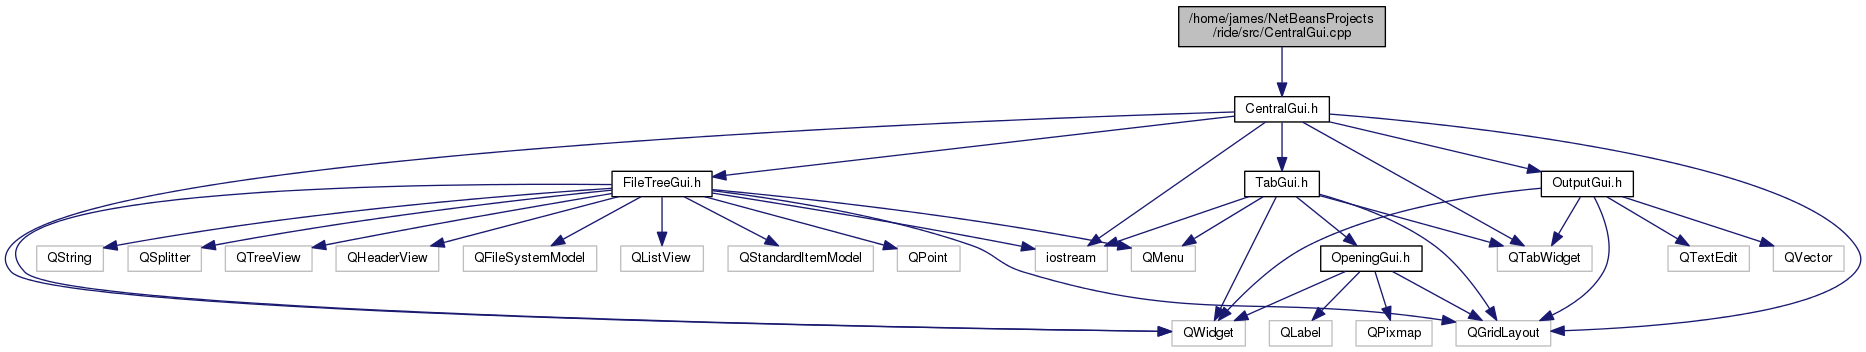 /home/james/NetBeansProjects
/ride/src/CentralGui.cpp
CentralGui.h
FileTreeGui.h
TabGui.h
OutputGui.h
QString
QSplitter
QTreeView
QHeaderView
QFileSystemModel
QListView
QStandardItemModel
QPoint
iostream
QMenu
OpeningGui.h
QTabWidget
QTextEdit
QVector
QWidget
QLabel
QPixmap
QGridLayout